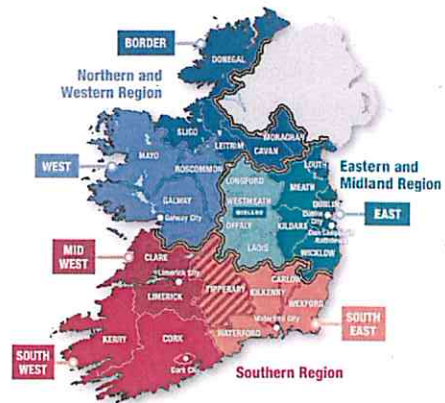 BORDER
DONEGAL
Northern and
Western Region
SLIGO
LEITRIM
MONAGHAN
CAVAN
MAYO
ROSCOMMON
WEST
GALWAY
Galway City
LOUTH
LONGFORD
MEATH
WESTMEATH
MIDLAND
Eastern and
Midland Region
DUBLIN
Dublin
City
EAST
OFFALY
KILDARE
LAOIS
WICKLOW
MID
WEST
CLARE
Limerick City
LIMERICK
TIPPERARY
CARLOW
KILKENNY
WEXFORD
SOUTH
EAST
Waterford City
WATERFORD
KERRY
CORK
SOUTH
WEST
Cork City
Southern Region